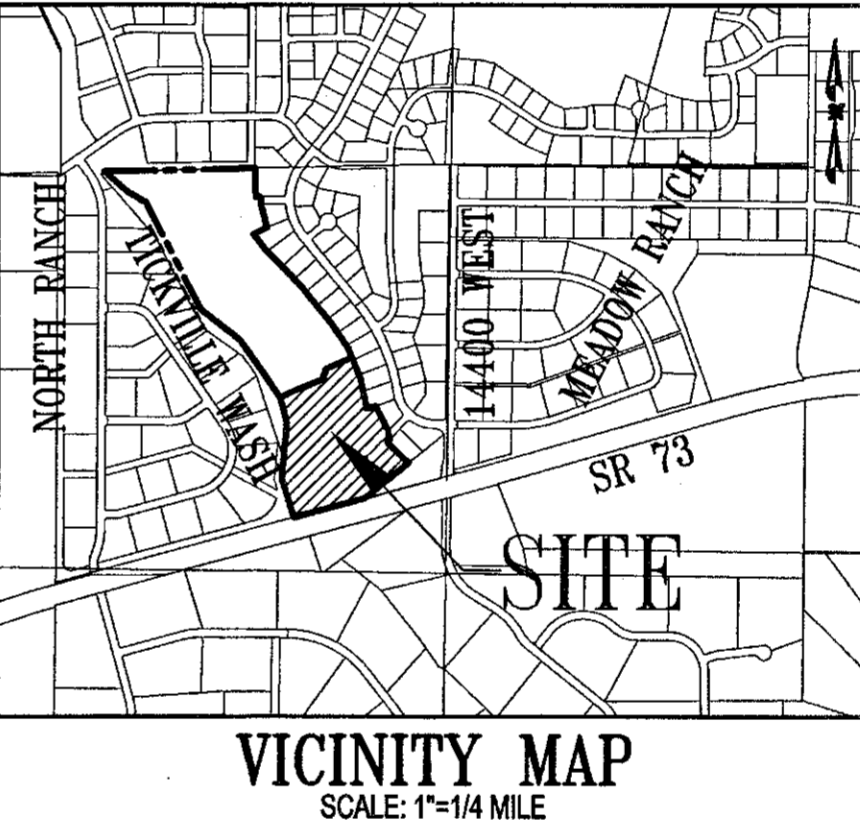 NORTH RANCH
TICKVILLE WASH
14400 WEST
MEADOW RANCH
SR 73
SITE
VICINITY MAP
SCALE: 1"=1/4 MILE